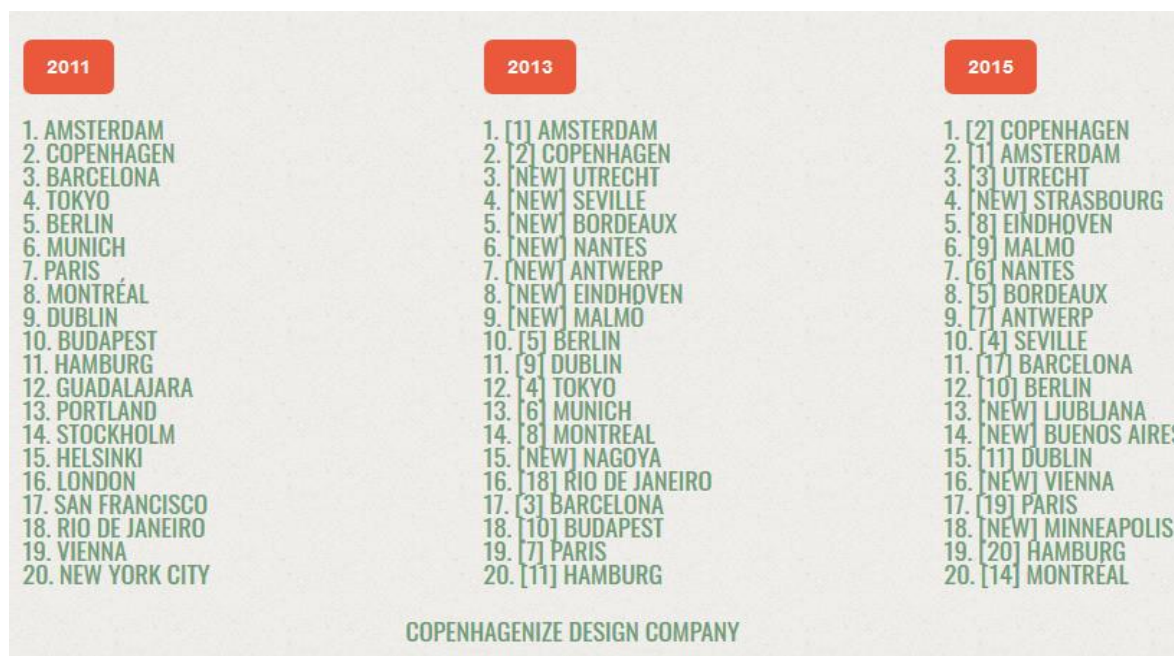 2011
1. AMSTERDAM
2. COPENHAGEN
3. BARCELONA
4. TOKYO
5. BERLIN
6. MUNICH
7. PARIS
8. MONTRÉAL
9. DUBLIN
10. BUDAPEST
11. HAMBURG
12. GUADALAJARA
13. PORTLAND
14. STOCKHOLM
15. HELSINKI
16. LONDON
17. SAN FRANCISCO
18. RIO DE JANEIRO
19. VIENNA
20. NEW YORK CITY
2013
1. [1] AMSTERDAM
2. [2] COPENHAGEN
3. [NEW] UTRECHT
4. [NEW] SEVILLE
5. [NEW] BORDEAUX
6. [NEW] NANTES
7. [NEW] ANTWERP
8. [NEW] EINDHOVEN
9. [NEW] MALMÖ
10. [5] BERLIN
11. [9] DUBLIN
12. [4] TOKYO
13. [6] MUNICH
14. [8] MONTREAL
15. [NEW] NAGOYA
16. [18] RIO DE JANEIRO
17. [3] BARCELONA
18. [10] BUDAPEST
19. [7] PARIS
20. [11] HAMBURG
2015
1. [2] COPENHAGEN
2. [1] AMSTERDAM
3. [3] UTRECHT
4. [NEW] STRASBOURG
5. [8] EINDHOVEN
6. [9] MALMÖ
7. [6] NANTES
8. [5] BORDEAUX
9. [7] ANTWERP
10. [4] SEVILLE
11. [17] BARCELONA
12. [10] BERLIN
13. [NEW] LJUBLJANA
14. [NEW] BUENOS AIRES
15. [11] DUBLIN
16. [NEW] VIENNA
17. [19] PARIS
18. [NEW] MINNEAPOLIS
19. [20] HAMBURG
20. [14] MONTRÉAL
COPENHAGENIZE DESIGN COMPANY